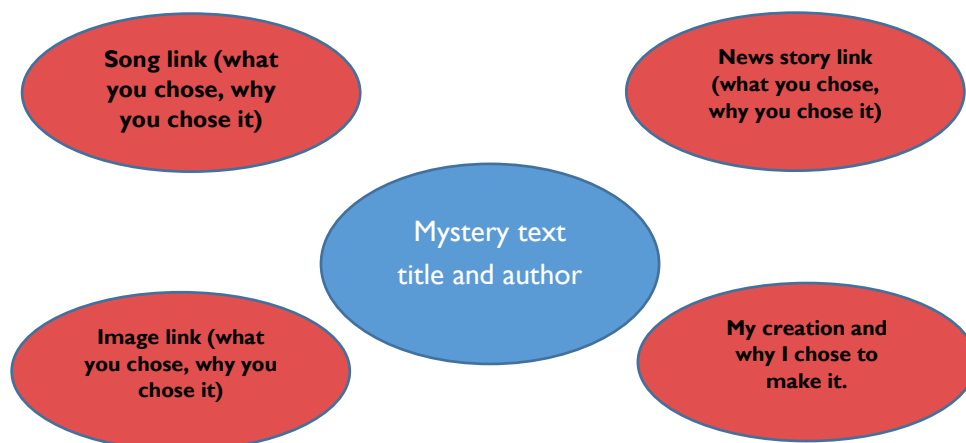 Song link (what
you chose, why
you chose it)
News story link
(what you chose,
why you chose it)
Mystery text
title and author
Image link (what
you chose, why you
chose it)
My creation and
why I chose to
make it.